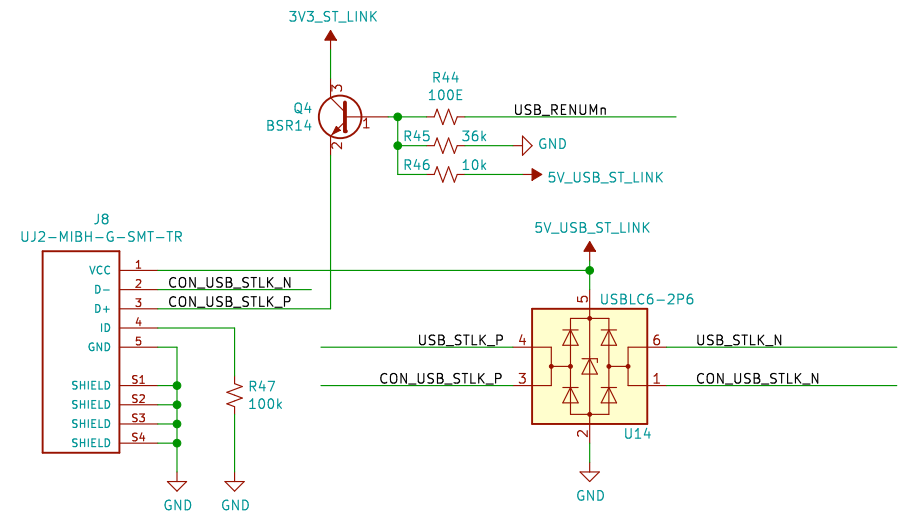 3V3_ST_LINK
3
Q4
BSR14
1
2
R44
100E
USB_RENUMn
R45
36k
GND
R46
10k
5V_USB_ST_LINK
J8
UJ2-MIBH-G-SMT-TR
VCC
1
D-
2
CON_USB_STLK_N
D+
3
CON_USB_STLK_P
ID
4
GND
5
SHIELD
S1
SHIELD
S2
SHIELD
S3
SHIELD
S4
R47
100k
GND
GND
5V_USB_ST_LINK
5
USBLC6-2P6
USB_STLK_P
4
6
USB_STLK_N
CON_USB_STLK_P
3
1
CON_USB_STLK_N
U14
2
GND